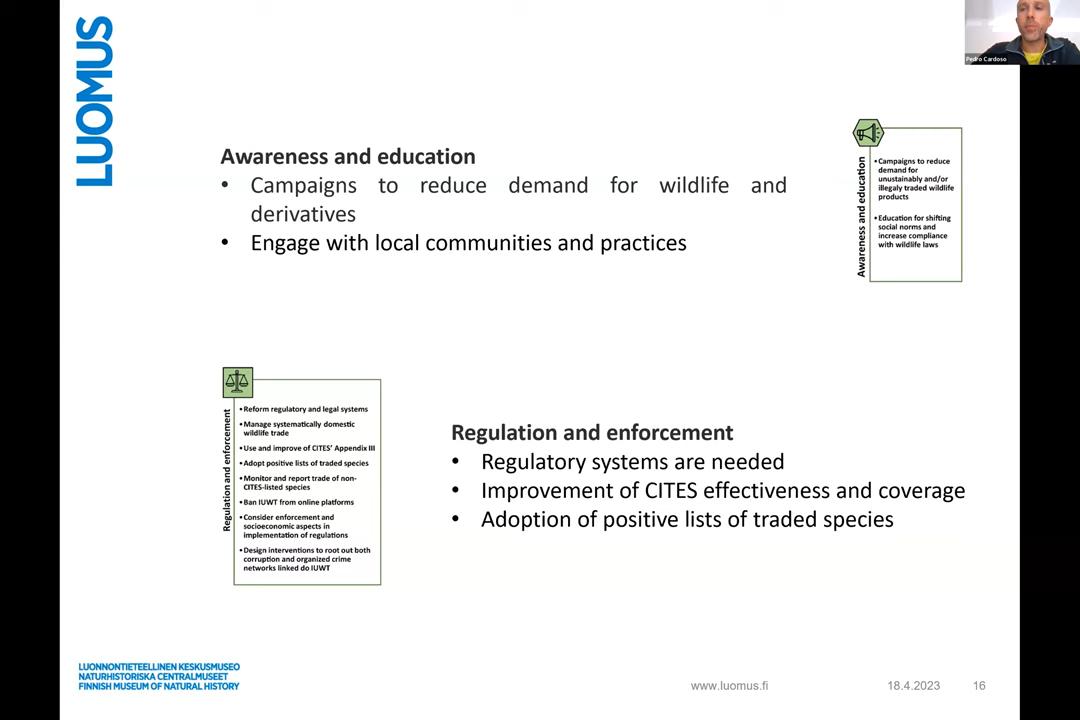 LUOMUS
Pedro Cardoso
Awareness and education
• Campaigns to reduce demand for wildlife and
derivatives
• Engage with local communities and practices
Awareness and education
•Campaigns to reduce
demand for
unustainably and/or
illegaly traded wildlife
products
•Education for shifting
social norms and
increase compliance
with wildlife laws
Regulation and enforcement
•Reform regulatory and legal systems
•Manage systematically domestic
wildlife trade
•Use and improve of CITES' Appendix III
•Adopt positive lists of traded species
•Monitor and report trade of non-
CITES-listed species
•Ban IUWT from online platforms
•Consider enforcement and
socioeconomic aspects in
implementation of regulations
•Design interventions to root out both
corruption and organized crime
networks linked do IUWT
Regulation and enforcement
• Regulatory systems are needed
• Improvement of CITES effectiveness and coverage
• Adoption of positive lists of traded species
LUONNONTIETEELLINEN KESKUSMUSEO
NATURHISTORISKA CENTRALMUSEET
FINNISH MUSEUM OF NATURAL HISTORY
www.luomus.fi
18.4.2023
16